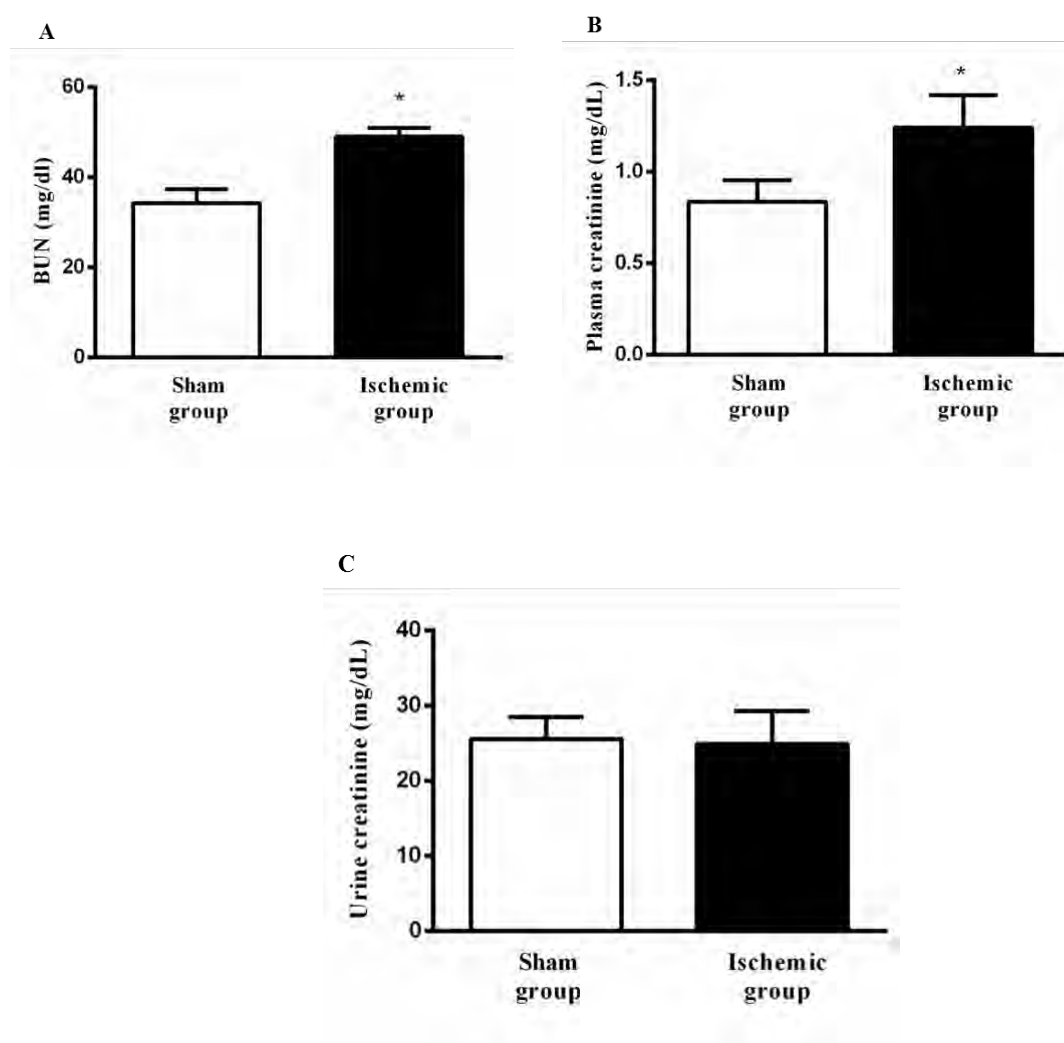 A
BUN (mg/dl)
60
40
20
0
*
Sham
group
Ischemic
group
B
Plasma creatinine (mg/dL)
1.5
1.0
0.5
0.0
*
Sham
group
Ischemic
group
C
Urine creatinine (mg/dL)
40
30
20
10
0
Sham
group
Ischemic
group